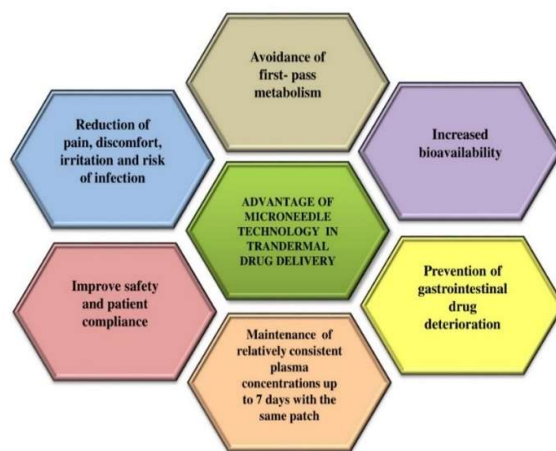 Avoidance of
first- pass
metabolism
Reduction of
pain, discomfort,
irritation and risk
of infection
Increased
bioavailability
ADVANTAGE OF
MICRONEEDLE
TECHNOLOGY IN
TRANDERMAL
DRUG DELIVERY
Improve safety
and patient
compliance
Prevention of
gastrointestinal
drug
deterioration
Maintenance of
relatively consistent
plasma
concentrations up
to 7 days with the
same patch